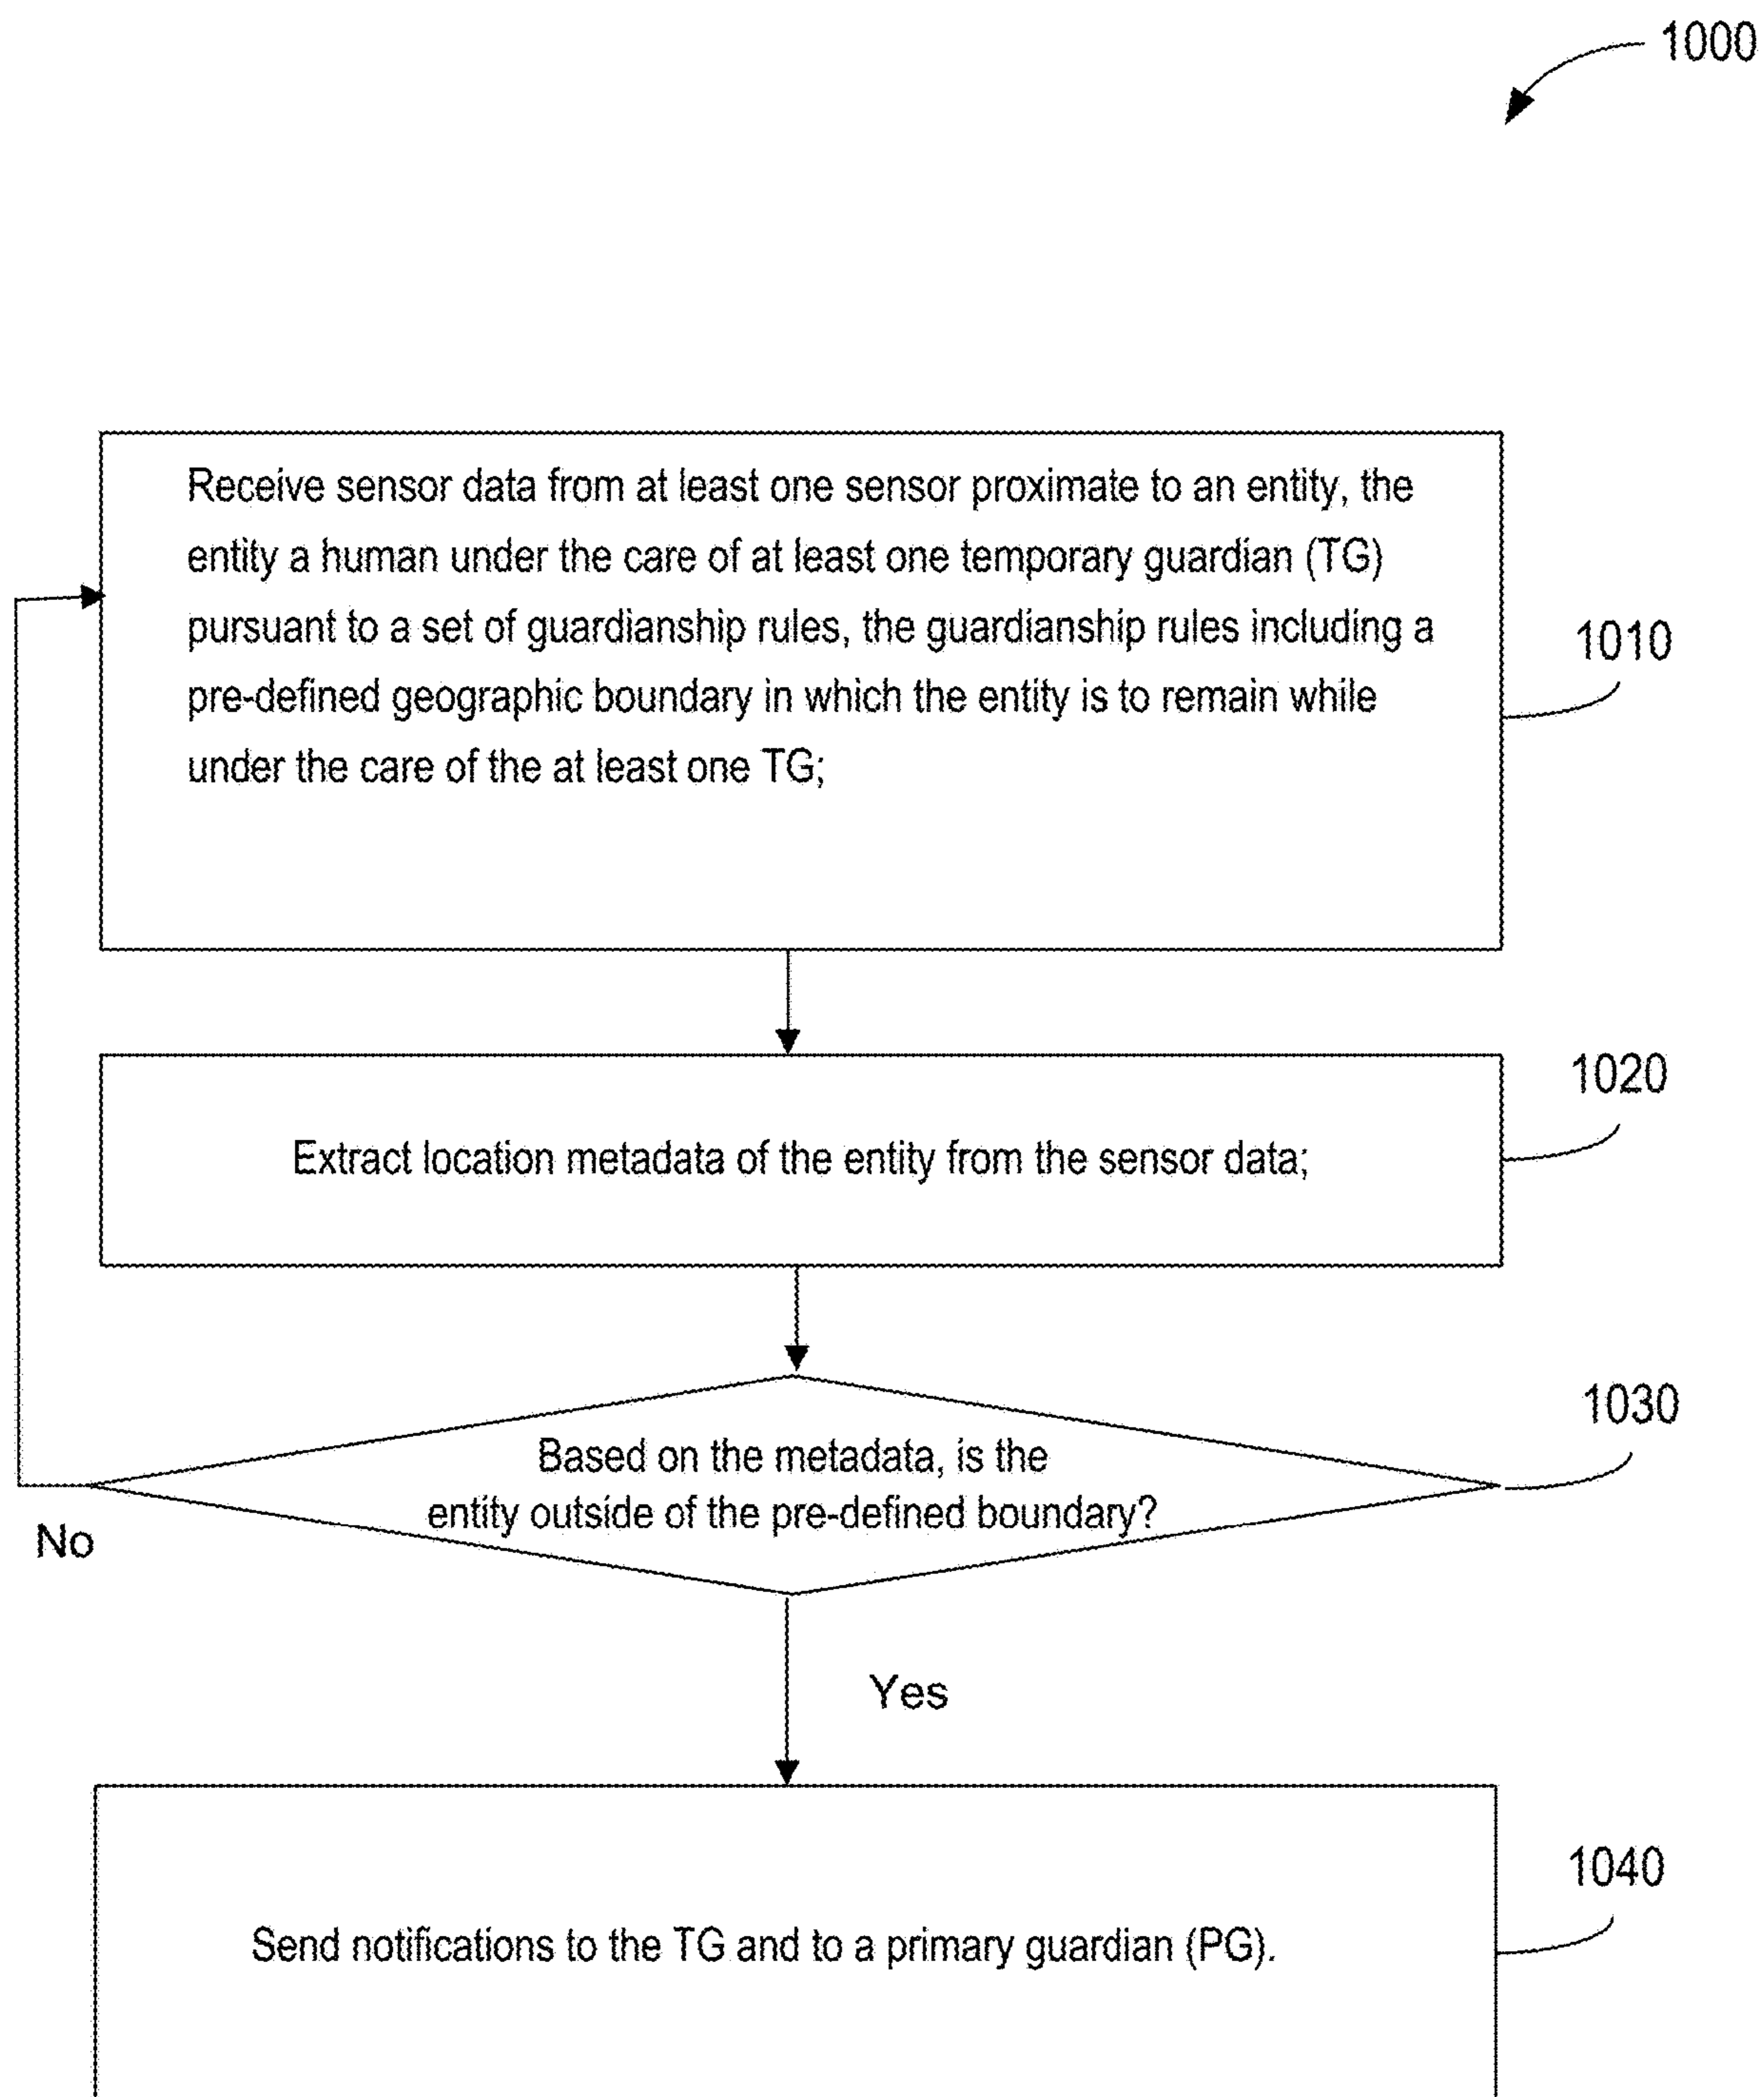 1000
Receive sensor data from at least one sensor proximate to an entity, the
entity a human under the care of at least one temporary guardian (TG)
pursuant to a set of guardianship rules, the guardianship rules including a
pre-defined geographic boundary in which the entity is to remain while
under the care of the at least one TG;
1010
Extract location metadata of the entity from the sensor data;
1020
Based on the metadata, is the
entity outside of the pre-defined boundary?
1030
No
Yes
Send notifications to the TG and to a primary guardian (PG).
1040